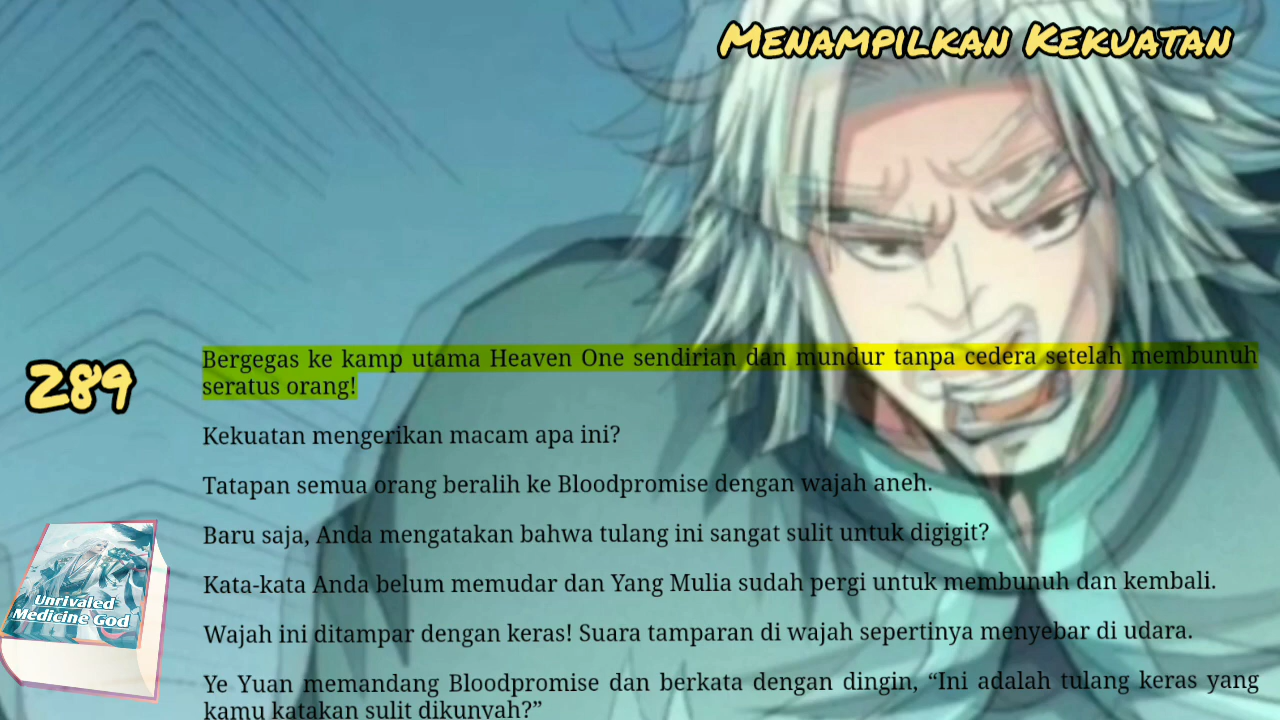 MENAMPILKAN KEKUATAN
289
Bergegas ke kamp utama Heaven One sendirian dan mundur tanpa cedera setelah membunuh
seratus orang!
Kekuatan mengerikan macam apa ini?
Tatapan semua orang beralih ke Bloodpromise dengan wajah aneh.
Baru saja, Anda mengatakan bahwa tulang ini sangat sulit untuk digigit?
Kata-kata Anda belum memudar dan Yang Mulia sudah pergi untuk membunuh dan kembali.
Wajah ini ditampar dengan keras! Suara tamparan di wajah sepertinya menyebar di udara.
Ye Yuan memandang Bloodpromise dan berkata dengan dingin, “Ini adalah tulang keras yang
kamu katakan sulit dikunyah?”
Unrivaled
Medicine God